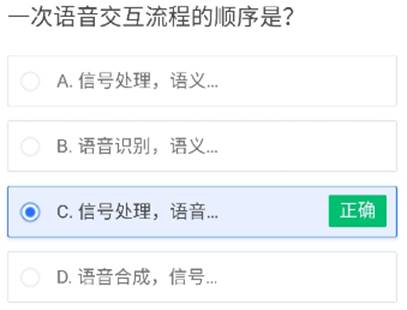 一次语音交互流程的顺序是？
A. 信号处理，语义...
B. 语音识别，语义...
C. 信号处理，语音...
正确
D. 语音合成，信号...